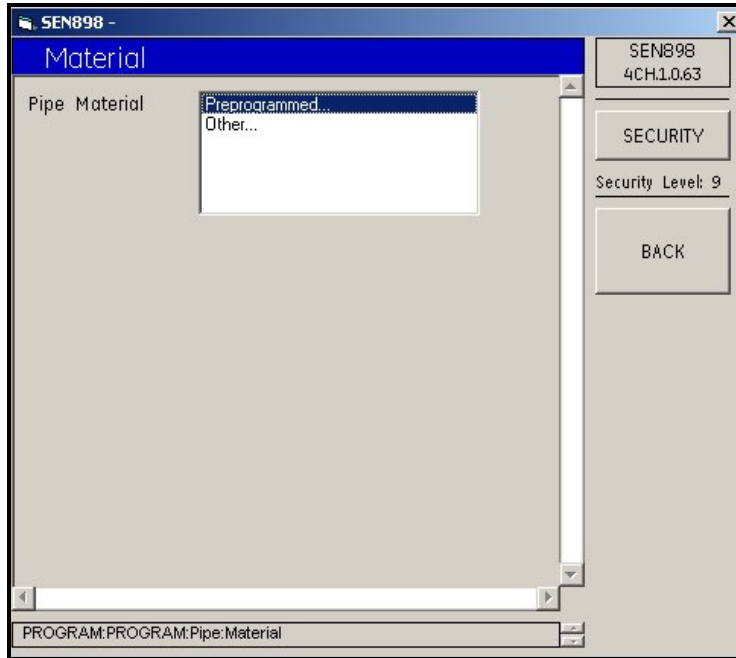 SEN898 -
Material
Pipe Material
Preprogrammed...
Other...
SEN898
4CH.1.0.63
SECURITY
Security Level: 9
BACK
PROGRAM:PROGRAM:Pipe:Material